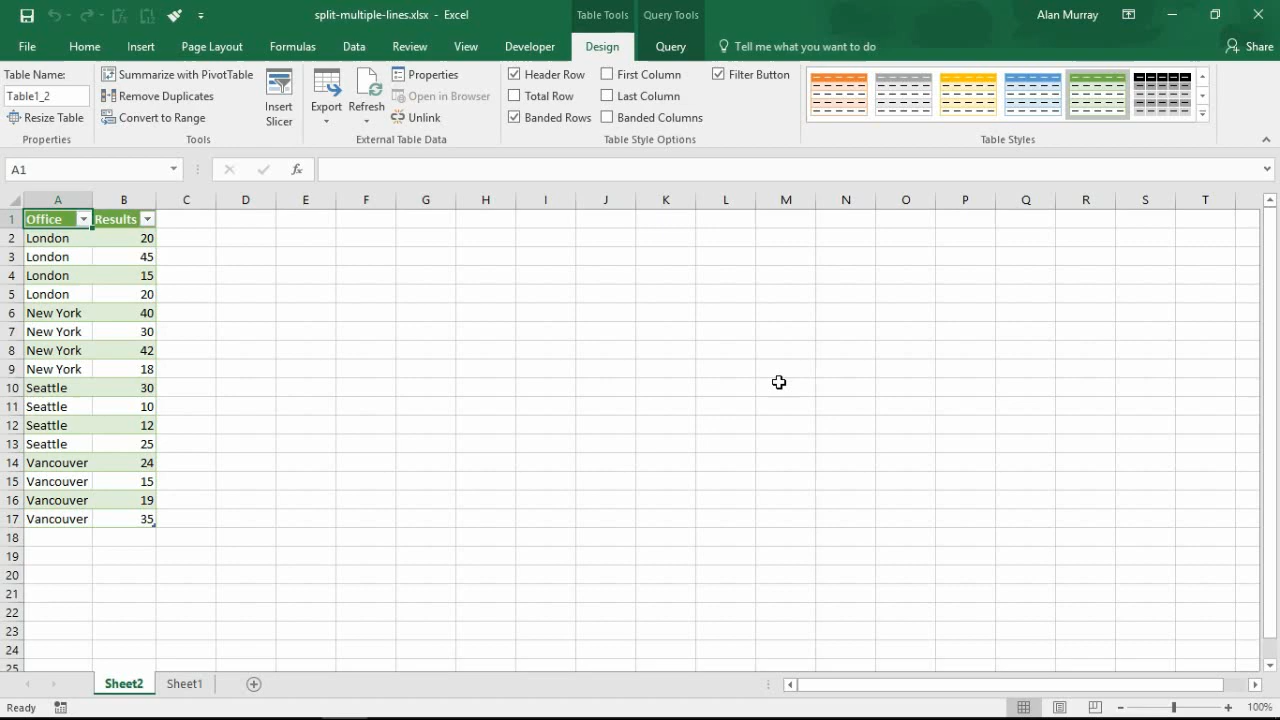 split-multiple-lines.xlsx - Excel
Table Tools
Query Tools
Alan Murray
File
Home
Insert
Page Layout
Formulas
Data
Review
View
Developer
Design
Query
Tell me what you want to do
Share
Table Name:
Table1_2
Resize Table
Properties
Summarize with PivotTable
Remove Duplicates
Convert to Range
Insert
Slicer
Tools
Export
Refresh
Properties
Open in Browser
Unlink
External Table Data
Header Row
Total Row
Banded Rows
First Column
Last Column
Banded Columns
Filter Button
Table Style Options
Table Styles
A1
fx
A B C D E F G H I J K L M N O P Q R S T
1 Office Results
2 London 20
3 London 45
4 London 15
5 London 20
6 New York 40
7 New York 30
8 New York 42
9 New York 18
10 Seattle 30
11 Seattle 10
12 Seattle 12
13 Seattle 25
14 Vancouver 24
15 Vancouver 15
16 Vancouver 19
17 Vancouver 35
18
19
20
21
22
23
24
25
Sheet2
Sheet1
Ready
100%